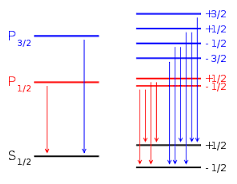 P3/2
P1/2
S1/2
+3/2
+1/2
- 1/2
- 3/2
+1/2
- 1/2
+1/2
- 1/2